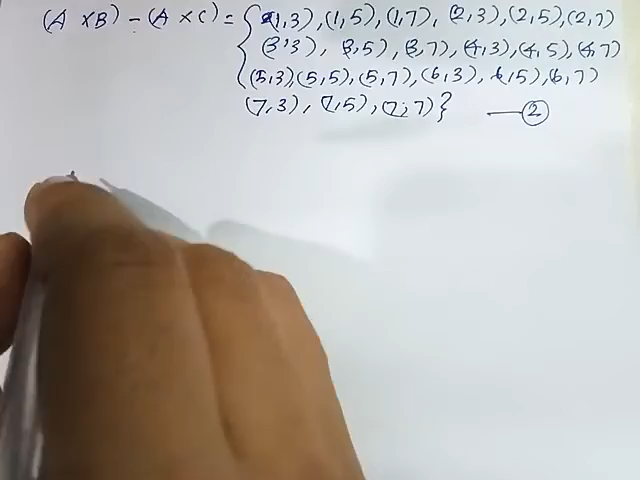 (A × B) - (A × C) = { (1,3), (1,5), (1,7), (2,3), (2,5), (2,7)
(3,3), (3,5), (3,7), (4,3), (4,5), (4,7)
(5,3) (5,5), (5,7), (6,3), (6,5), (6,7)
(7,3), (7,5), (7,7) } —②